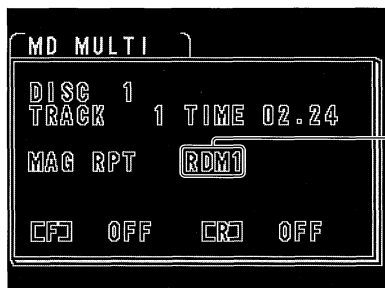 MD MULTI
DISC 1
TRACK 1 TIME 02.24
MAG RPT RDM1
[F] OFF [R] OFF